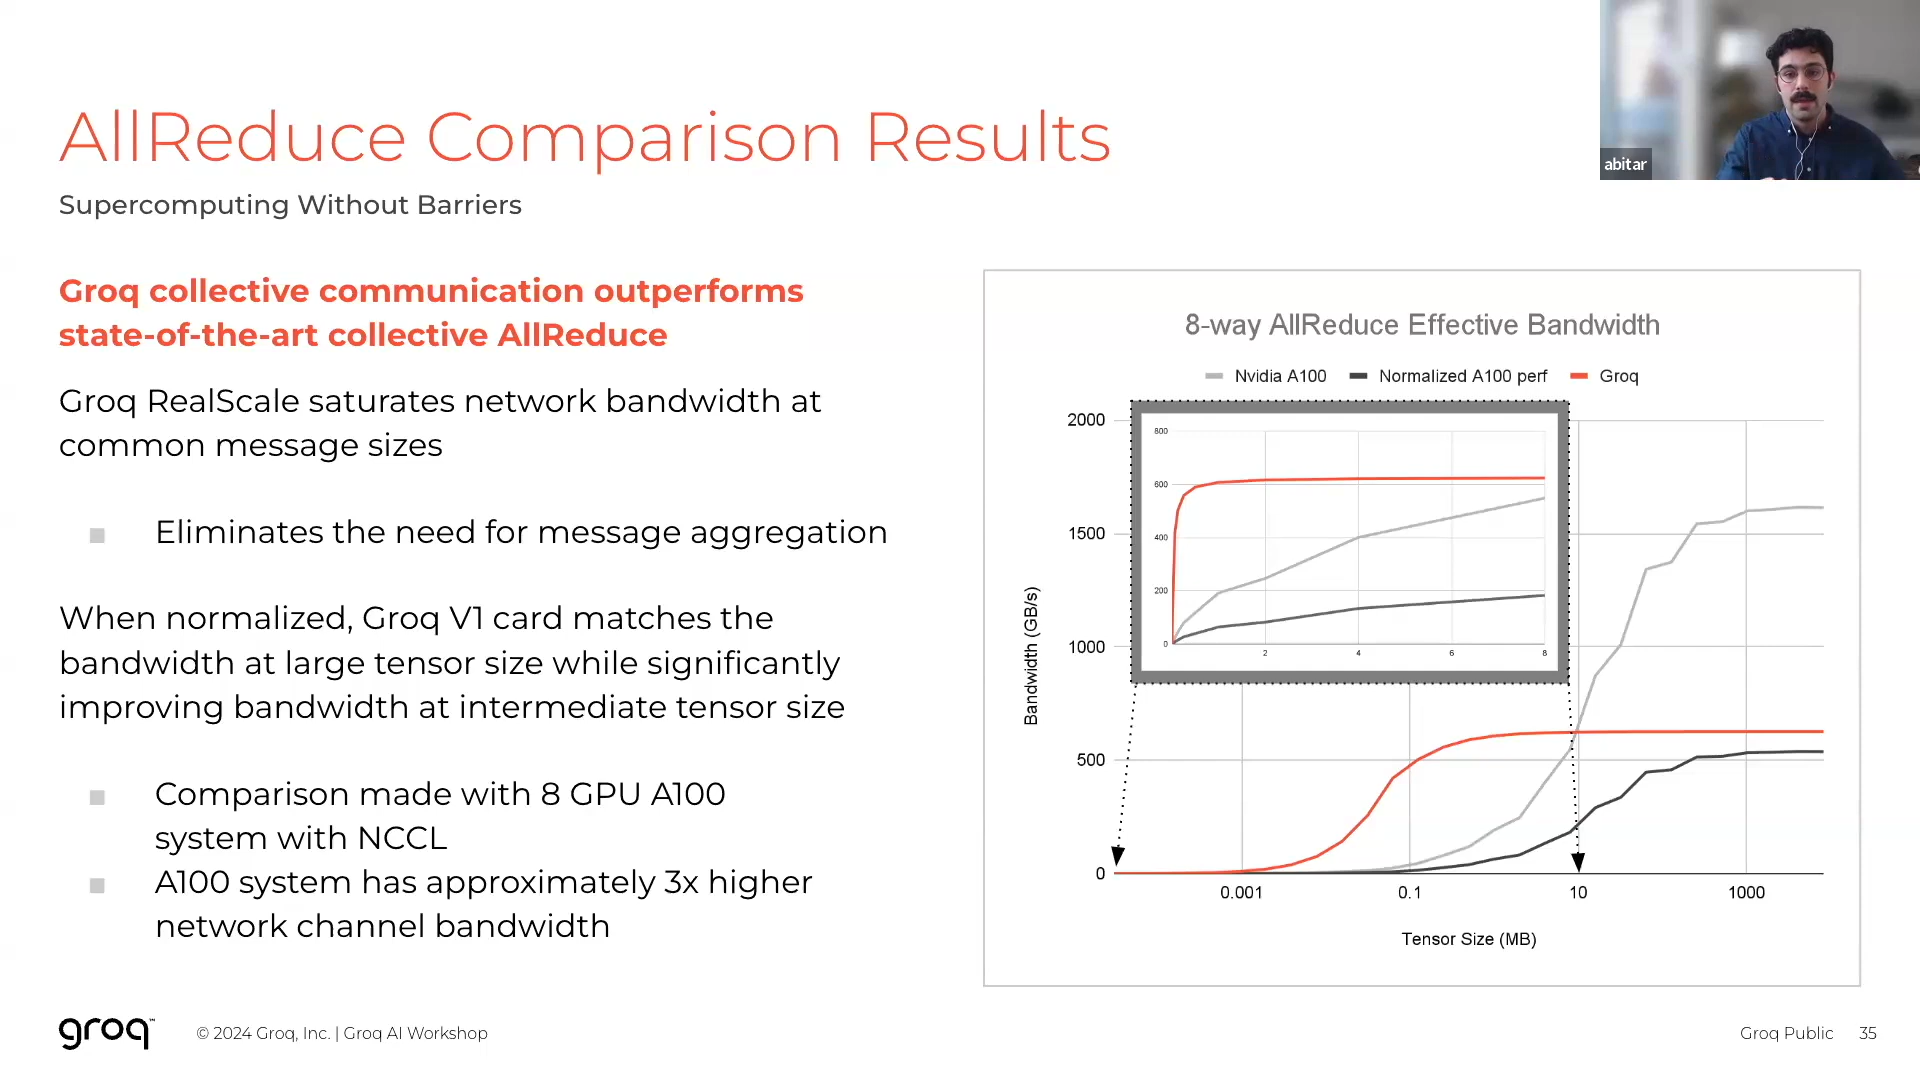 abitar
AllReduce Comparison Results
Supercomputing Without Barriers
Groq collective communication outperforms
state-of-the-art collective AllReduce
Groq RealScale saturates network bandwidth at
common message sizes
Eliminates the need for message aggregation
When normalized, Groq V1 card matches the
bandwidth at large tensor size while significantly
improving bandwidth at intermediate tensor size
Comparison made with 8 GPU A100
system with NCCL
A100 system has approximately 3x higher
network channel bandwidth
8-way AllReduce Effective Bandwidth
Nvidia A100 Normalized A100 perf Groq
2000
1500
1000
500
0
Bandwidth (GB/s)
800
600
400
200
0
2 4 6 8
0.001 0.1 10 1000
Tensor Size (MB)
groq™
© 2024 Groq, Inc. | Groq AI Workshop
Groq Public 35